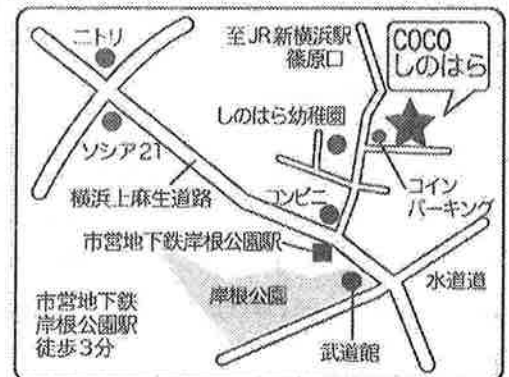 ニトリ
至JR新横浜駅
篠原口
COCO
しのはら
しのはら幼稚園
ソシア21
コイン
パーキング
横浜上麻生道路
コンビニ
市営地下鉄岸根公園駅
水道道
岸根公園
市営地下鉄
岸根公園駅
徒歩3分
武道館